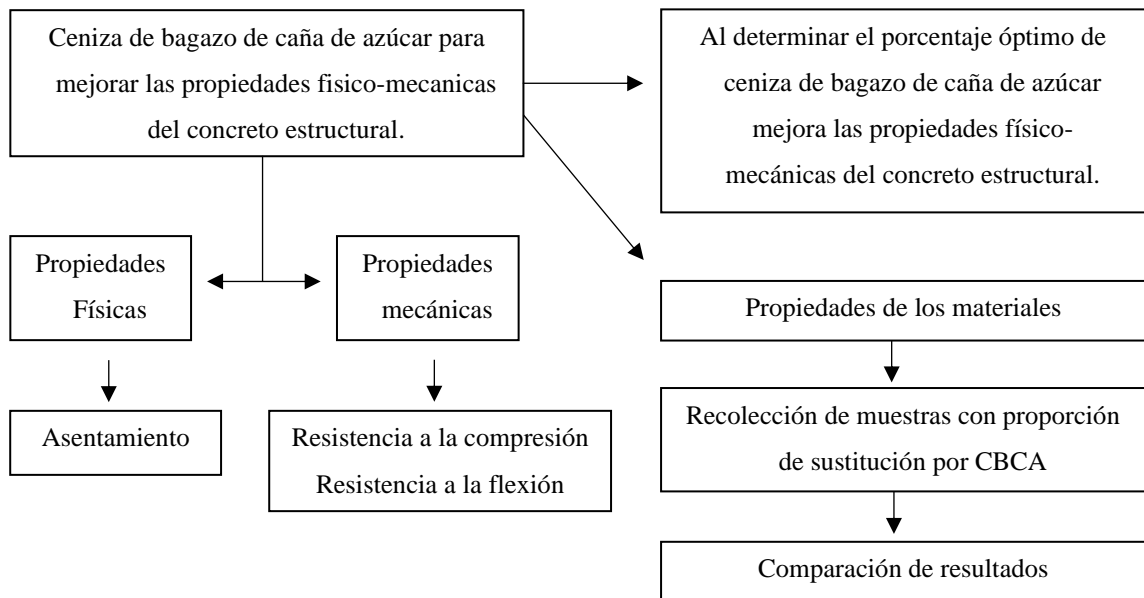 Ceniza de bagazo de caña de azúcar para
mejorar las propiedades fisico-mecanicas
del concreto estructural.
Al determinar el porcentaje óptimo de
ceniza de bagazo de caña de azúcar
mejora las propiedades físico-
mecánicas del concreto estructural.
Propiedades
Físicas
Propiedades
mecánicas
Propiedades de los materiales
Asentamiento
Resistencia a la compresión
Resistencia a la flexión
Recolección de muestras con proporción
de sustitución por CBCA
Comparación de resultados